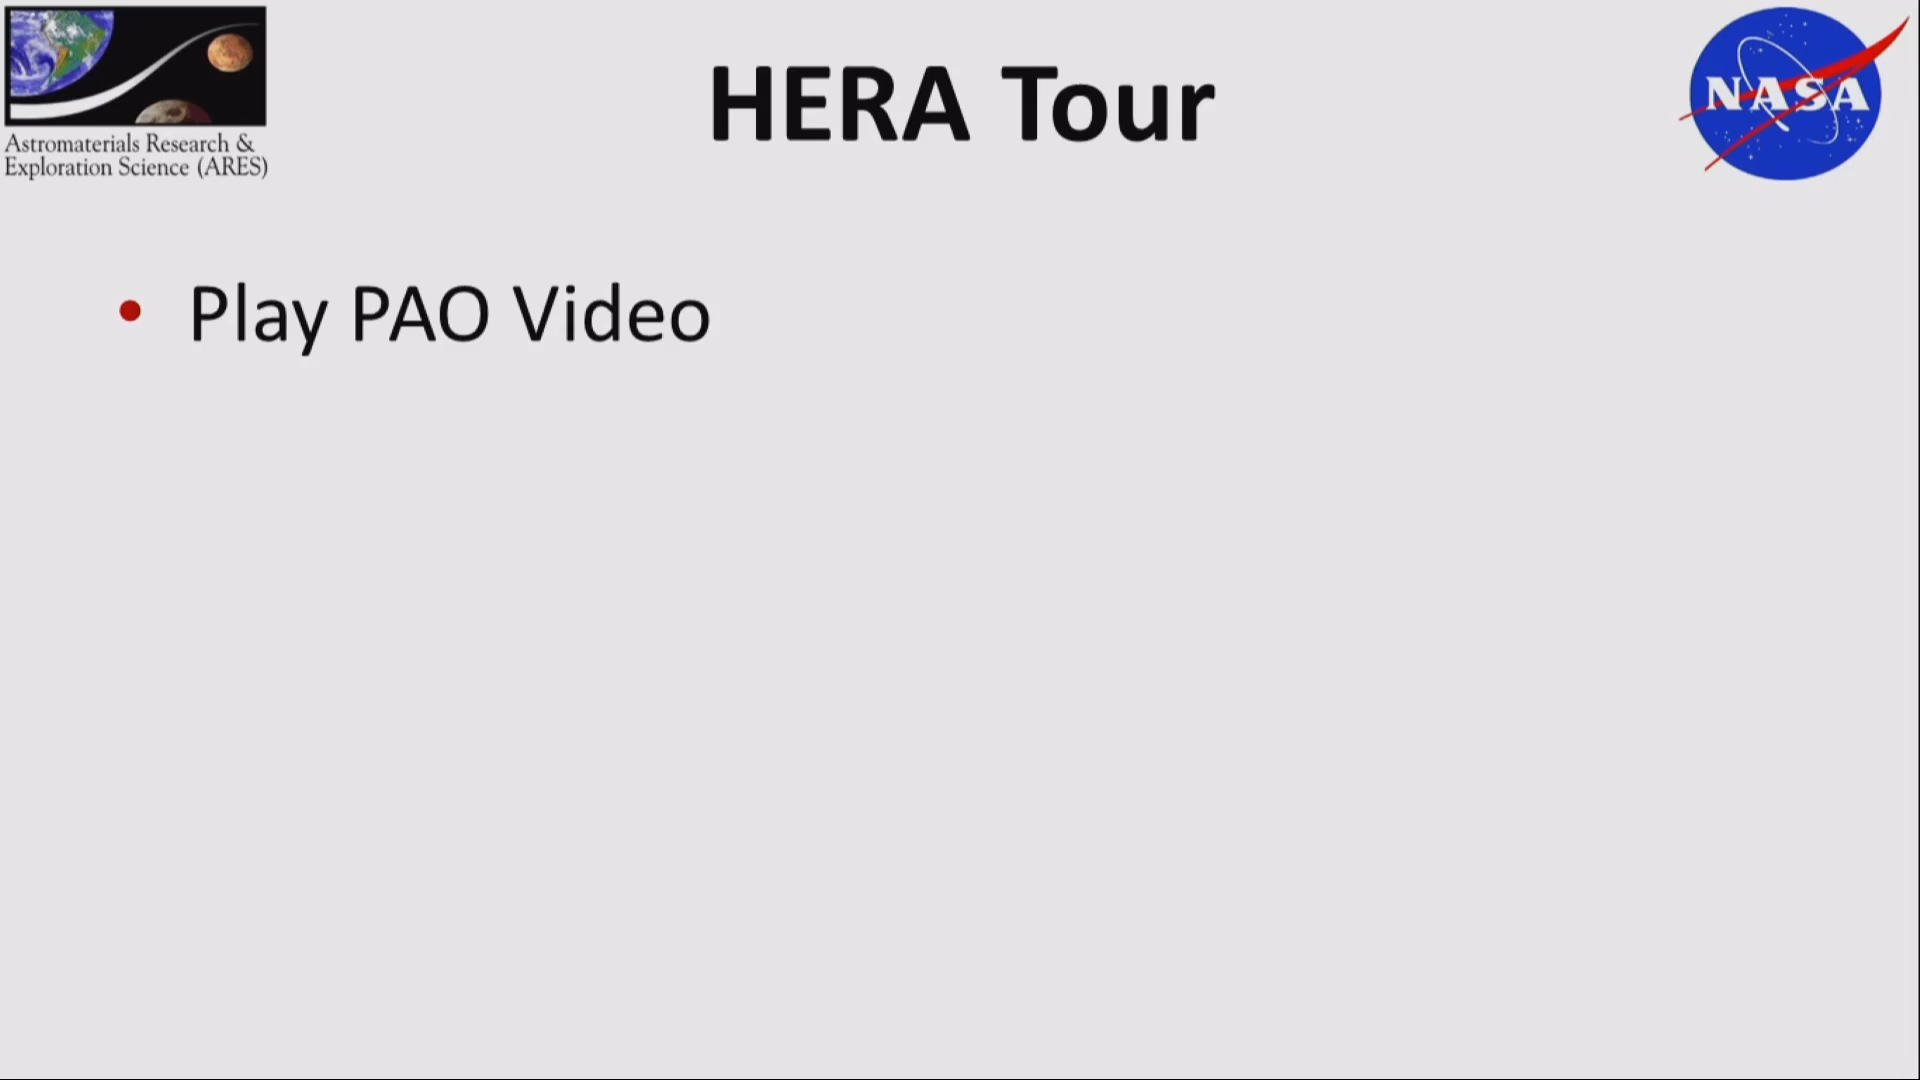 HERA Tour
NASA
Astromaterials Research &
Exploration Science (ARES)
• Play PAO Video